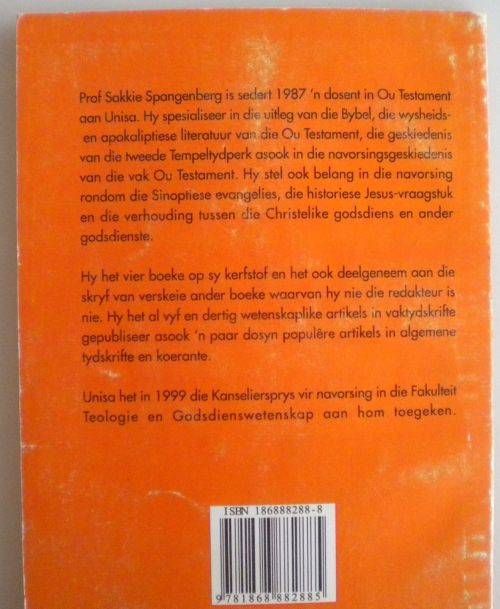 Prof Sakkie Spangenberg is sedert 1987 'n dosent in Ou Testament
aan Unisa. Hy spesialiseer in die uitleg van die Bybel, die wysheids-
en apokaliptiese literatuur van die Ou Testament, die geskiedenis
van die tweede Tempeltydperk asook in die navorsingsgeskiedenis
van die vak Ou Testament. Hy stel ook belang in die navorsing
rondom die Sinoptiese evangelies, die historiese Jesus-vraagstuk
en die verhouding tussen die Christelike godsdiens en ander
godsdienste.
Hy het vier boeke op sy kerfstof en het ook deelgeneem aan die
skryf van verskeie ander boeke waarvan hy nie die redakteur is
nie. Hy het al vyf en dertig wetenskaplike artikels in vaktydskrifte
gepubliseer asook 'n paar dosyn populêre artikels in algemene
tydskrifte en koerante.
Unisa het in 1999 die Kanseliersprys vir navorsing in die Fakulteit
Teologie en Godsdienswetenskap aan hom toegeken.
ISBN 186888288-8
9 781868 882885